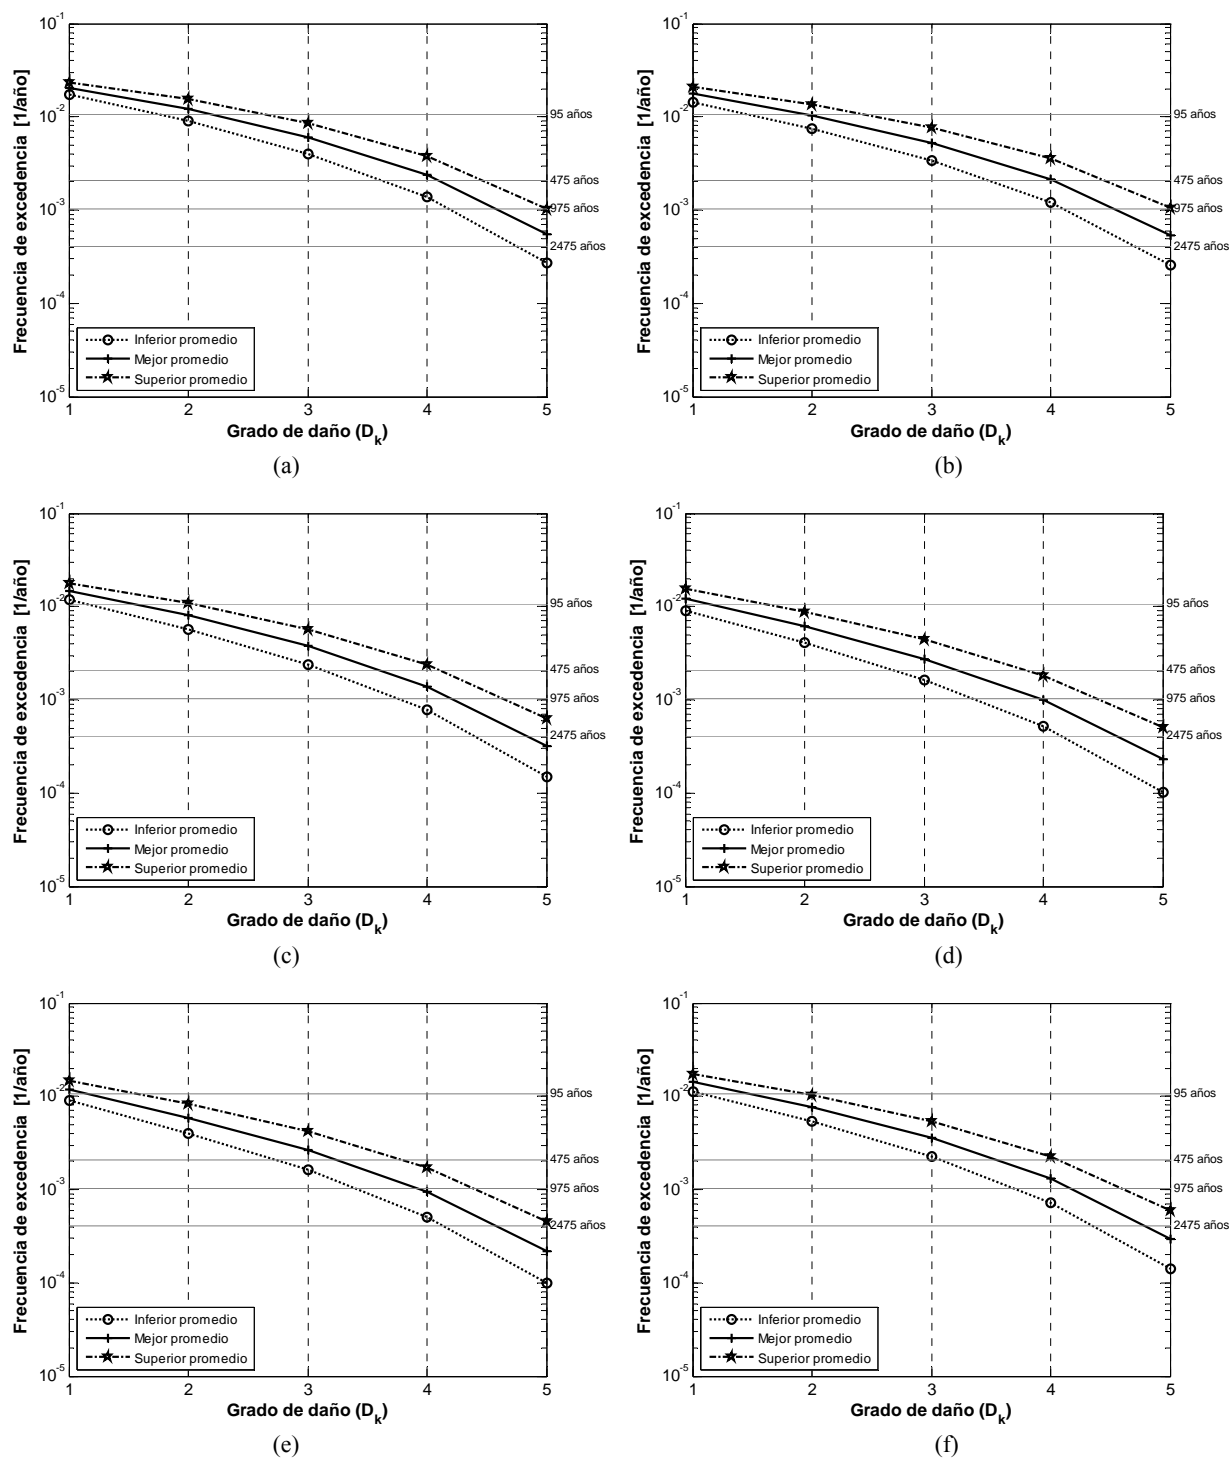 10^-1
10^-2
10^-3
10^-4
10^-5
Frecuencia de excedencia [1/año]
95 años
475 años
975 años
2475 años
Inferior promedio
Mejor promedio
Superior promedio
1 2 3 4 5
Grado de daño (D_k)
(a)
10^-1
10^-2
10^-3
10^-4
10^-5
Frecuencia de excedencia [1/año]
95 años
475 años
975 años
2475 años
Inferior promedio
Mejor promedio
Superior promedio
1 2 3 4 5
Grado de daño (D_k)
(b)
10^-1
10^-2
10^-3
10^-4
10^-5
Frecuencia de excedencia [1/año]
95 años
475 años
975 años
2475 años
Inferior promedio
Mejor promedio
Superior promedio
1 2 3 4 5
Grado de daño (D_k)
(c)
10^-1
10^-2
10^-3
10^-4
10^-5
Frecuencia de excedencia [1/año]
95 años
475 años
975 años
2475 años
Inferior promedio
Mejor promedio
Superior promedio
1 2 3 4 5
Grado de daño (D_k)
(d)
10^-1
10^-2
10^-3
10^-4
10^-5
Frecuencia de excedencia [1/año]
95 años
475 años
975 años
2475 años
Inferior promedio
Mejor promedio
Superior promedio
1 2 3 4 5
Grado de daño (D_k)
(e)
10^-1
10^-2
10^-3
10^-4
10^-5
Frecuencia de excedencia [1/año]
95 años
475 años
975 años
2475 años
Inferior promedio
Mejor promedio
Superior promedio
1 2 3 4 5
Grado de daño (D_k)
(f)